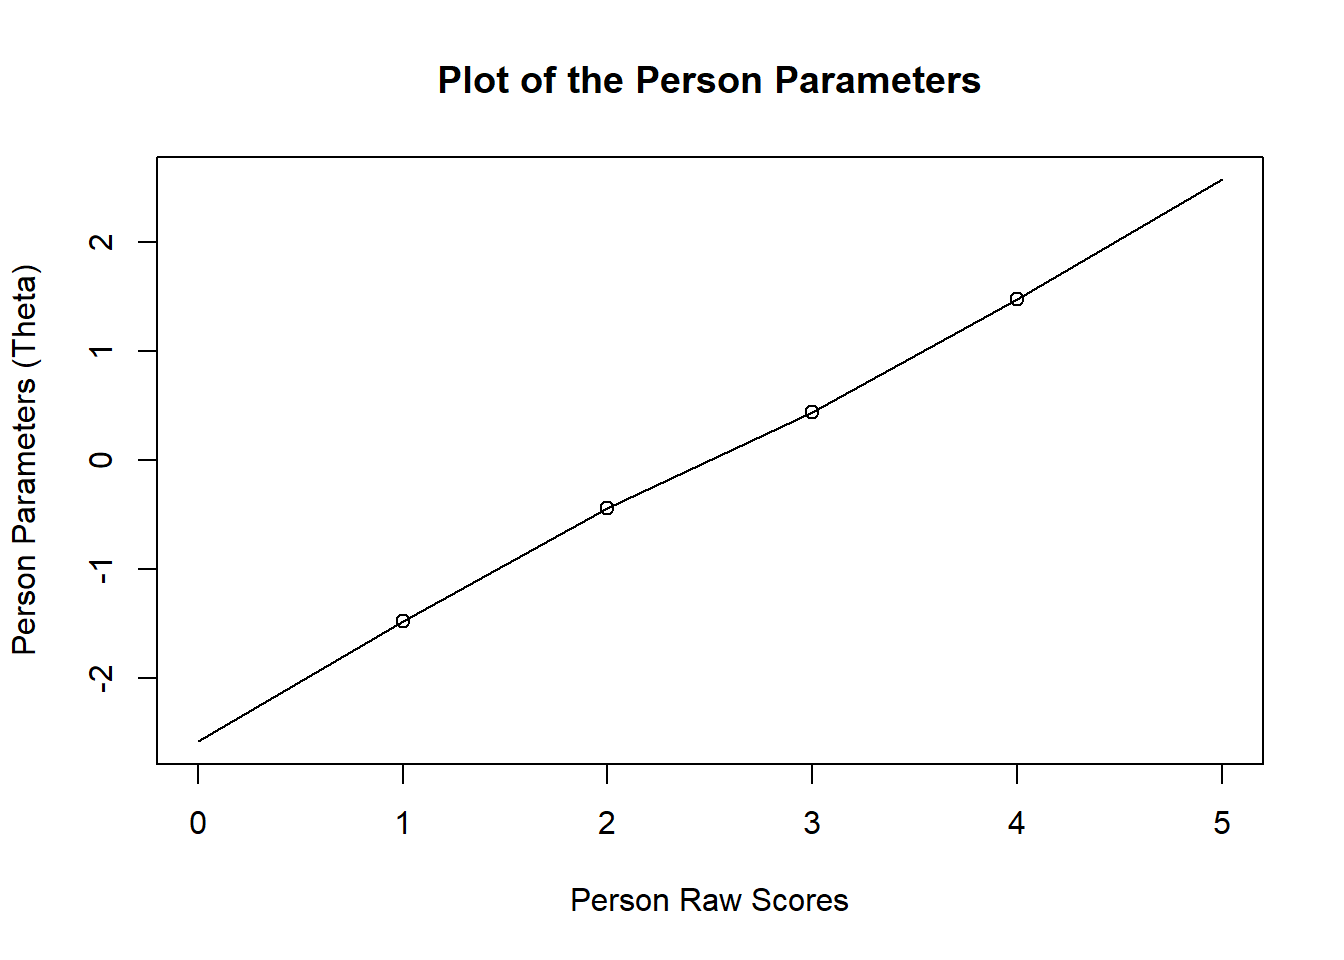 Plot of the Person Parameters
Person Parameters (Theta)
2
1
0
-1
-2
0 1 2 3 4 5
Person Raw Scores